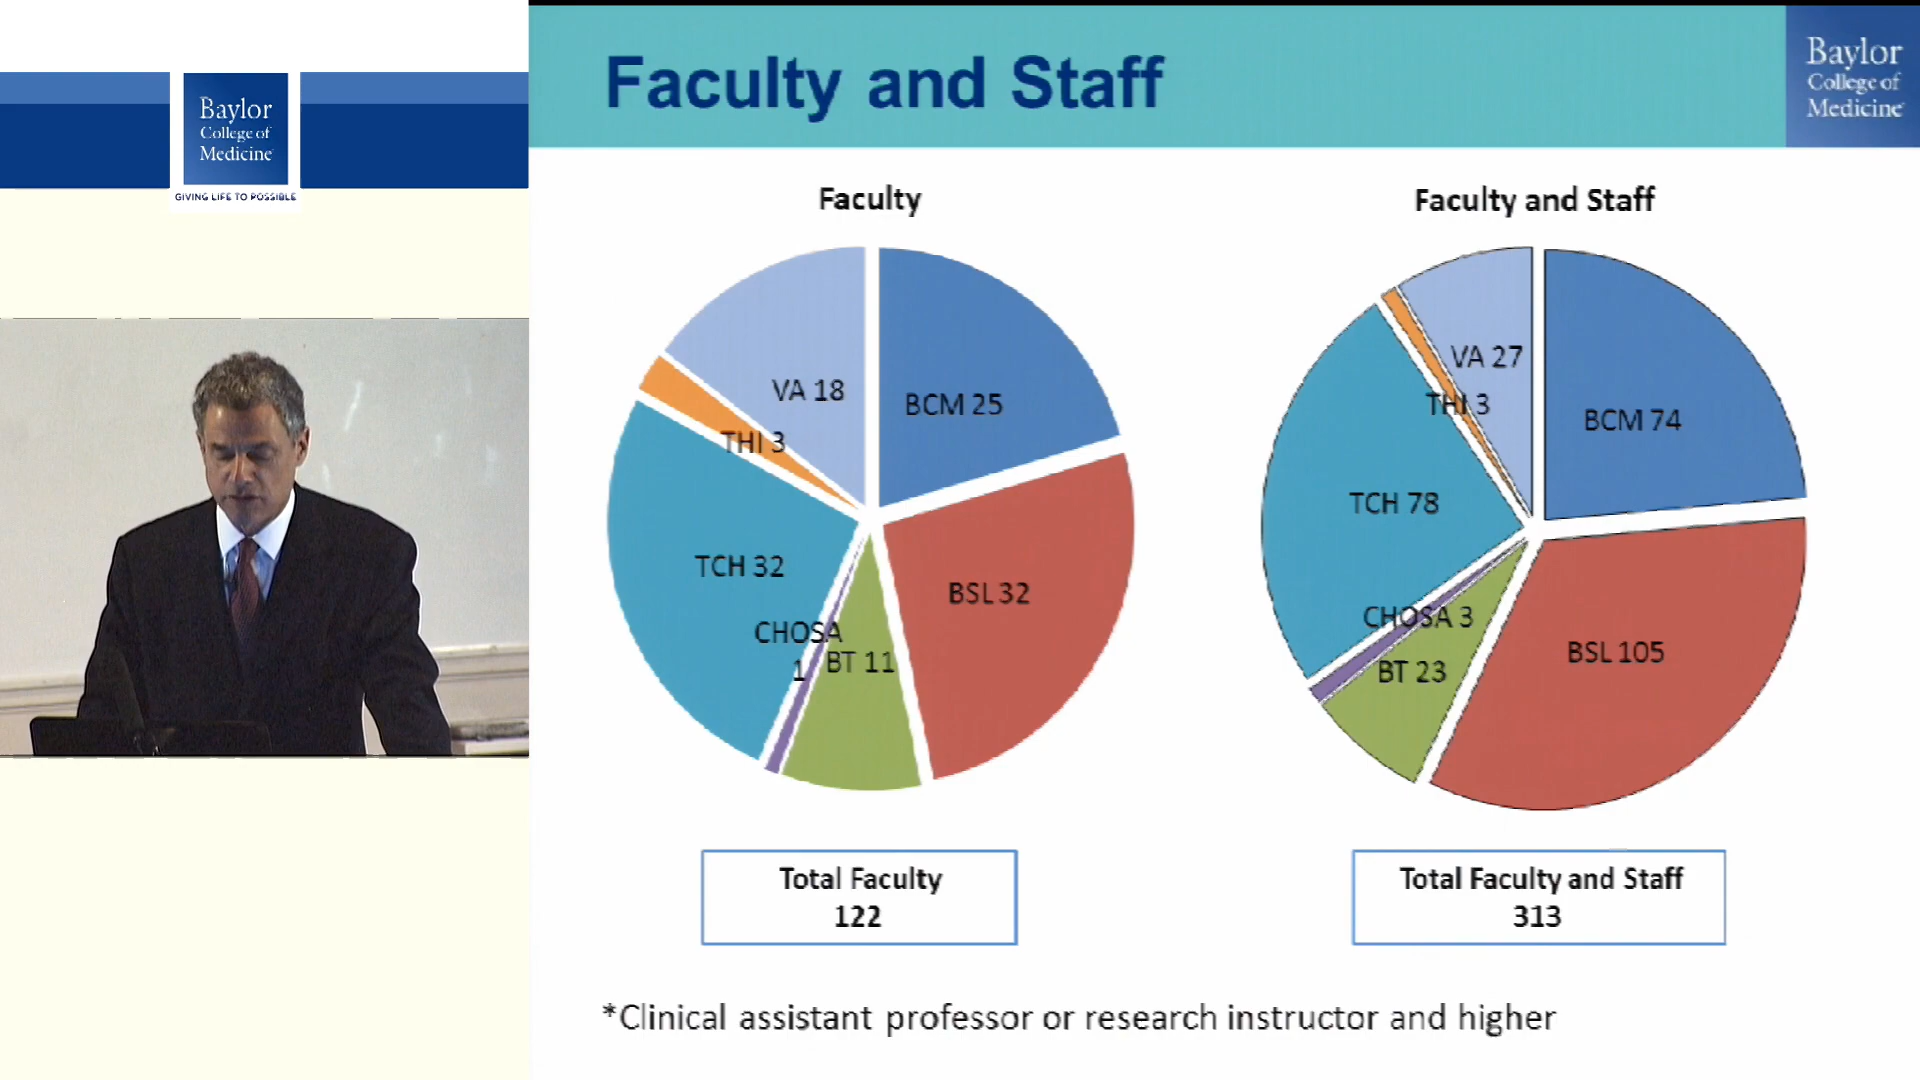 Baylor
College of
Medicine
GIVING LIFE TO POSSIBLE
Faculty and Staff
Baylor
College of
Medicine
Faculty
VA 18
BCM 25
THI 3
TCH 32
BSL 32
CHOSA
1
BT 11
Total Faculty
122
Faculty and Staff
VA 27
THI 3
BCM 74
TCH 78
CHOSA 3
BT 23
BSL 105
Total Faculty and Staff
313
*Clinical assistant professor or research instructor and higher